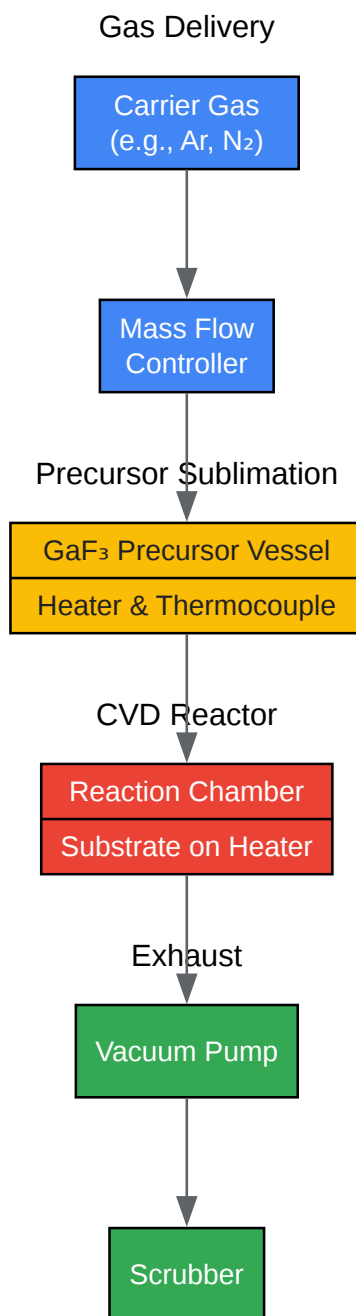 Gas Delivery
Carrier Gas
(e.g., Ar, N₂)
Mass Flow
Controller
Precursor Sublimation
GaF₃ Precursor Vessel
Heater & Thermocouple
CVD Reactor
Reaction Chamber
Substrate on Heater
Exhaust
Vacuum Pump
Scrubber